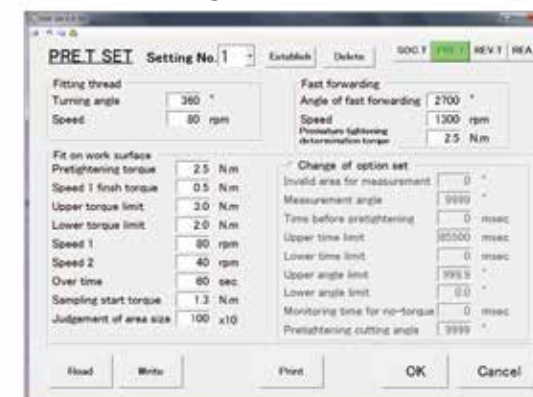 PRE.T SET Setting No. 1 Establish Delete SOC.T PRE.T REV.T REA
Fitting thread
Turning angle 360 °
Speed 80 rpm
Fast forwarding
Angle of fast forwarding 2700 °
Speed 1300 rpm
Premature tightening
determination torque 2.5 N.m
Fit on work surface
Pretightening torque 2.5 N.m
Speed 1 finsh torque 0.5 N.m
Upper torque limit 3.0 N.m
Lower torque limit 2.0 N.m
Speed 1 80 rpm
Speed 2 40 rpm
Over time 60 sec.
Sampling start torque 1.3 N.m
Judgement of area size 100 x10
Change of option set
Invalid area for measurement 0 °
Measurement angle 9999 °
Time before pretightening 0 msec
Upper time limit 65500 msec
Lower time limit 0 msec
Upper angle limit 999.9 °
Lower angle limit 0.0 °
Monitoring time for no-torque 0 msec
Pretightening cutting angle 9999 °
Read Write Print OK Cancel